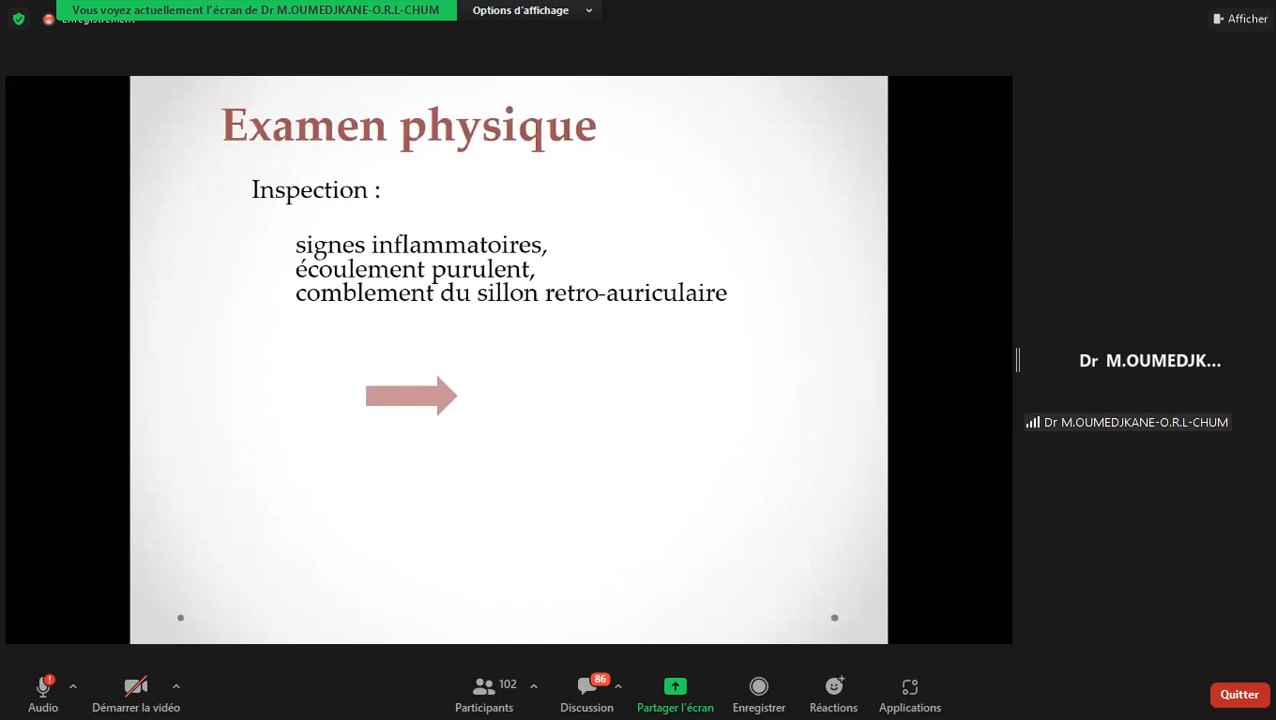 Vous voyez actuellement l'écran de Dr M.OUMEDJKANE-O.R.L-CHUM
Options d'affichage
Enregistrement
Afficher
Examen physique
Inspection :
signes inflammatoires,
écoulement purulent,
comblement du sillon retro-auriculaire
Dr M.OUMEDJK...
Dr M.OUMEDJKANE-O.R.L-CHUM
Audio
Démarrer la vidéo
102
Participants
86
Discussion
Partager l'écran
Enregistrer
Réactions
Applications
Quitter